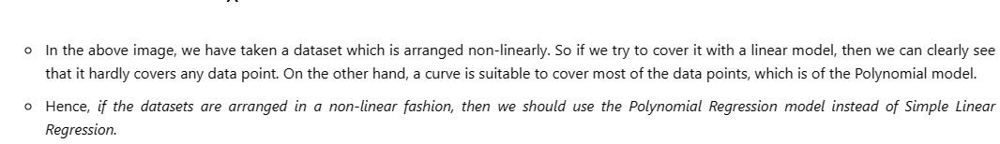 In the above image, we have taken a dataset which is arranged non-linearly. So if we try to cover it with a linear model, then we can clearly see
that it hardly covers any data point. On the other hand, a curve is suitable to cover most of the data points, which is of the Polynomial model.
Hence, if the datasets are arranged in a non-linear fashion, then we should use the Polynomial Regression model instead of Simple Linear
Regression.